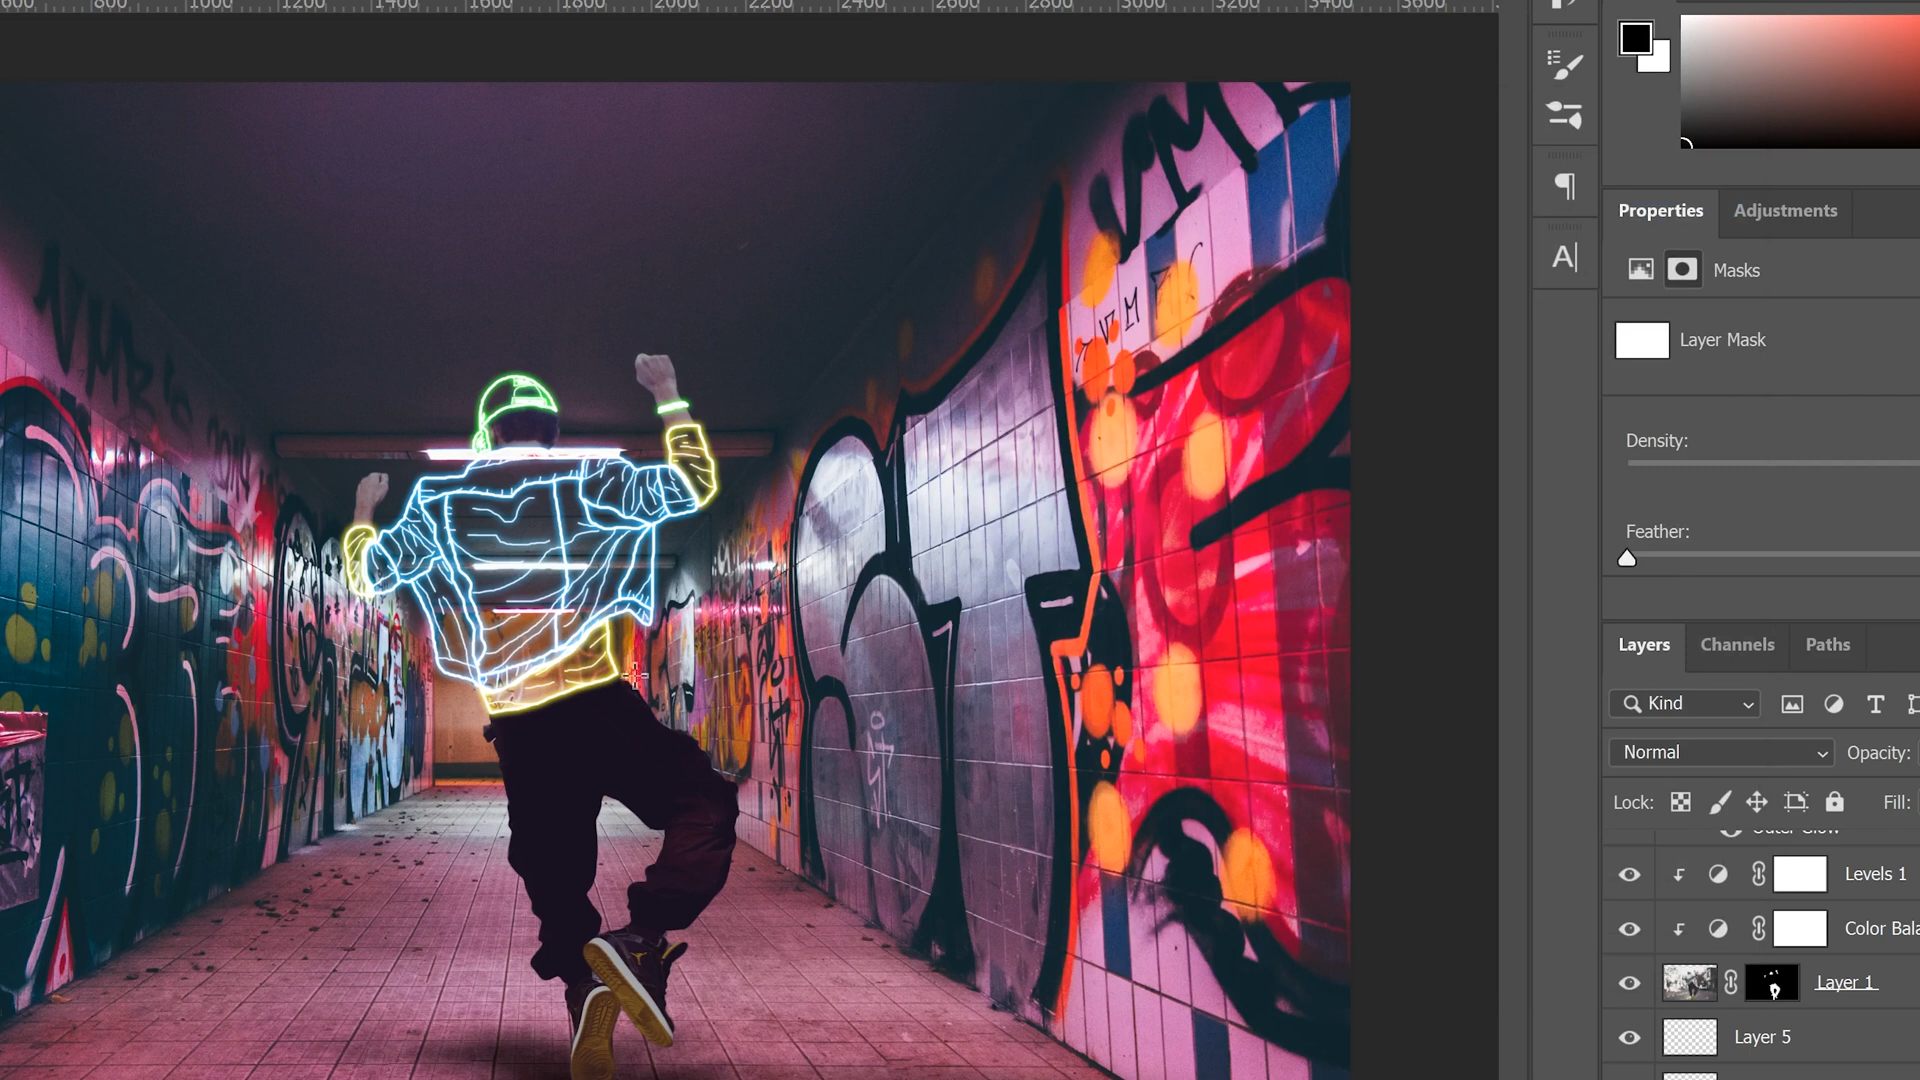 800
1000
1200
1400
1600
1800
2000
2200
2400
2600
2800
3000
3200
3400
3600
Properties
Adjustments
Masks
Layer Mask
Density:
Feather:
Layers
Channels
Paths
Kind
T
Normal
Opacity:
Lock:
Fill:
Outer Glow
Levels 1
Color Bala
Layer 1
Layer 5
A
VM
VM